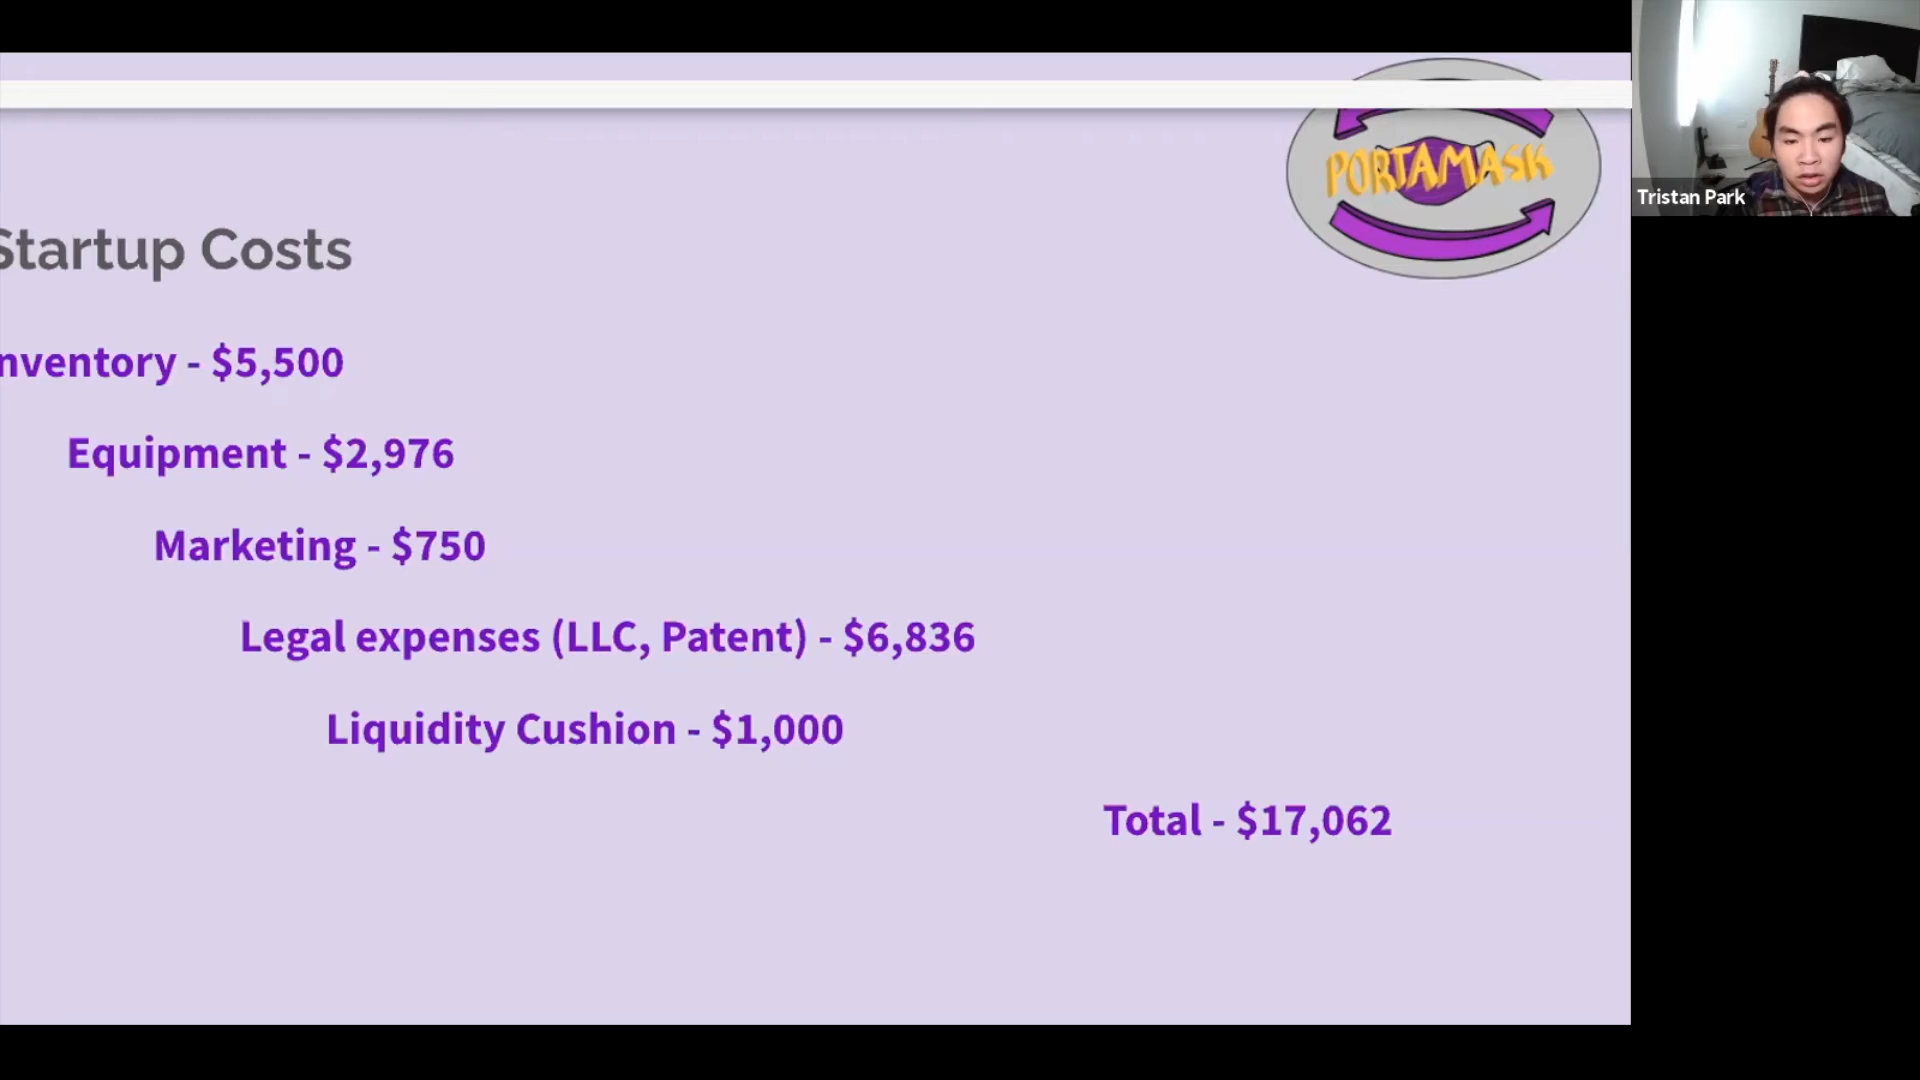 PORTAMASK
Tristan Park
Startup Costs
nventory - $5,500
Equipment - $2,976
Marketing - $750
Legal expenses (LLC, Patent) - $6,836
Liquidity Cushion - $1,000
Total - $17,062